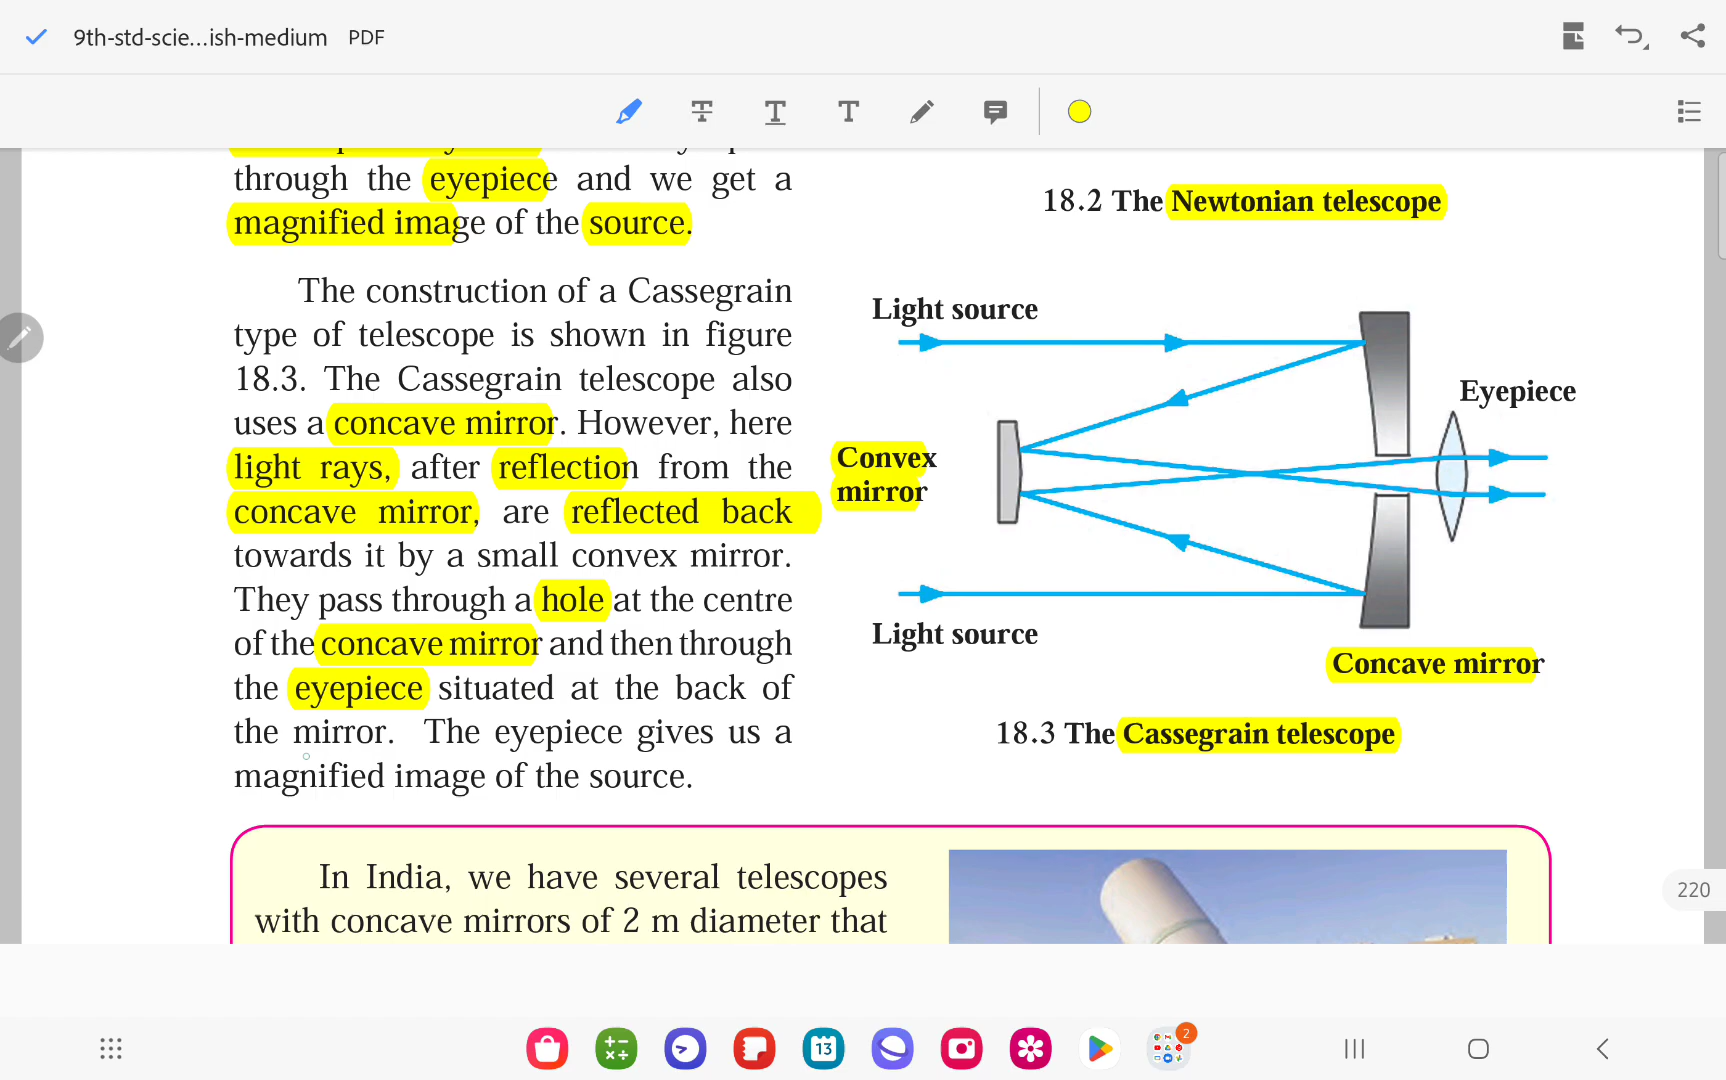 9th-std-scie...ish-medium PDF
through the eyepiece and we get a
magnified image of the source.
The construction of a Cassegrain
type of telescope is shown in figure
18.3. The Cassegrain telescope also
uses a concave mirror. However, here
light rays, after reflection from the
concave mirror, are reflected back
towards it by a small convex mirror.
They pass through a hole at the centre
of the concave mirror and then through
the eyepiece situated at the back of
the mirror. The eyepiece gives us a
magnified image of the source.
18.2 The Newtonian telescope
Light source
Eyepiece
Convex
mirror
Light source
Concave mirror
18.3 The Cassegrain telescope
In India, we have several telescopes
with concave mirrors of 2 m diameter that
220
13
2